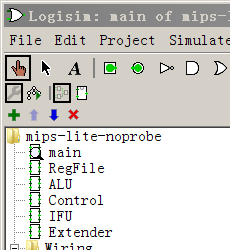 Logisim: main of mips-l
File Edit Project Simulate
A
mips-lite-noprobe
main
RegFile
ALU
Control
IFU
Extender
Wiring